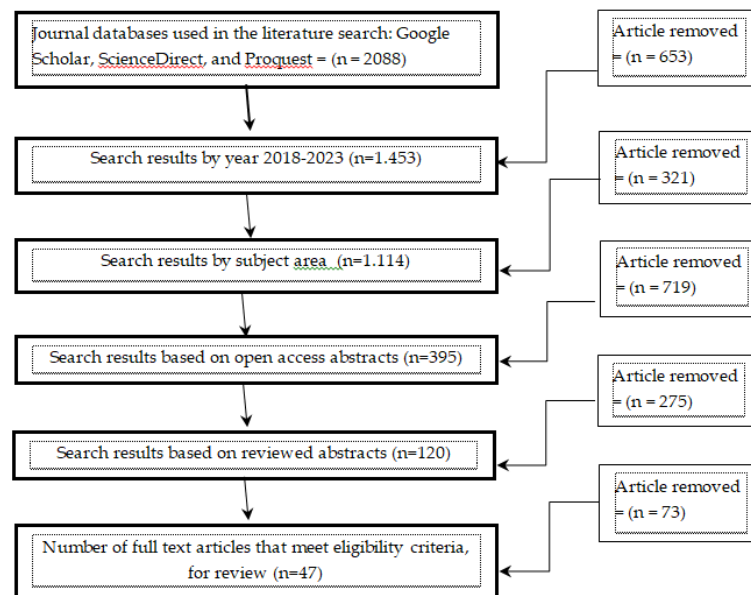 Journal databases used in the literature search: Google
Scholar, ScienceDirect, and Proquest = (n = 2088)
Article removed
= (n = 653)
Search results by year 2018-2023 (n=1.453)
Article removed
= (n = 321)
Search results by subject area (n=1.114)
Article removed
= (n = 719)
Search results based on open access abstracts (n=395)
Article removed
= (n = 275)
Search results based on reviewed abstracts (n=120)
Article removed
= (n = 73)
Number of full text articles that meet eligibility criteria,
for review (n=47)